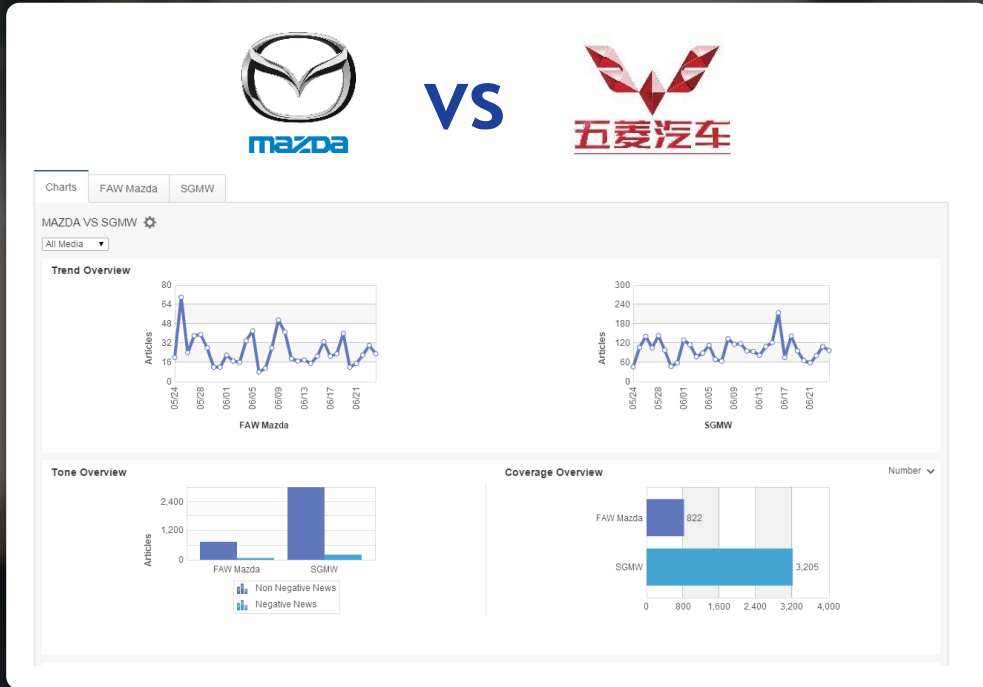 mazda
VS
五菱汽车
Charts
FAW Mazda
SGMW
MAZDA VS SGMW
All Media
Trend Overview
80
64
48
32
16
0
Articles
05/24
05/28
06/01
06/05
06/09
06/13
06/17
06/21
FAW Mazda
300
240
180
120
60
0
Articles
05/24
05/28
06/01
06/05
06/09
06/13
06/17
06/21
SGMW
Tone Overview
2,400
1,200
0
Articles
FAW Mazda
SGMW
Non Negative News
Negative News
Coverage Overview
Number
FAW Mazda
822
SGMW
3,205
0 800 1,600 2,400 3,200 4,000